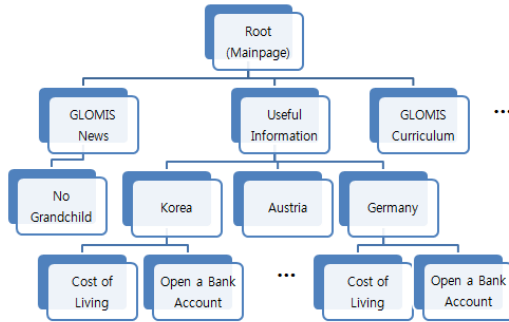 Root
(Mainpage)
GLOMIS
News
Useful
Information
GLOMIS
Curriculum
...
No
Grandchild
Korea
Austria
Germany
Cost of
Living
Open a Bank
Account
...
Cost of
Living
Open a Bank
Account